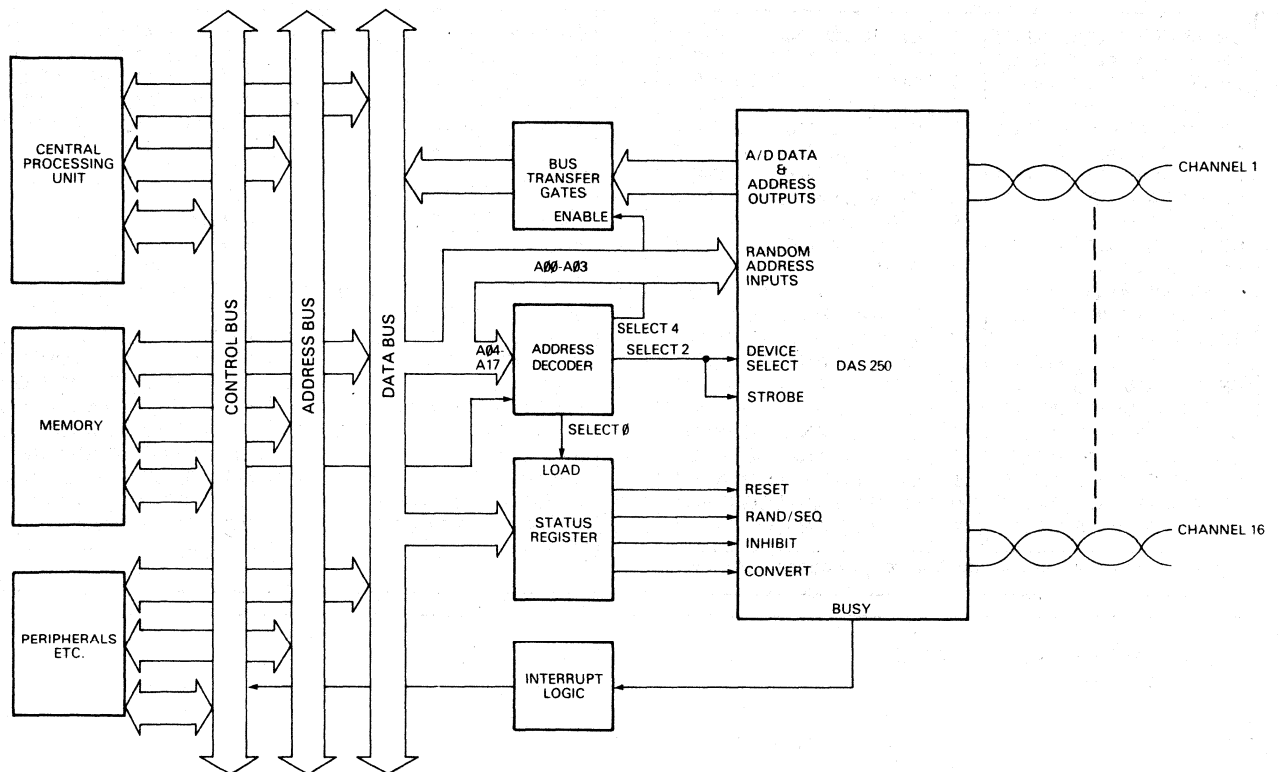 CENTRAL
PROCESSING
UNIT
MEMORY
PERIPHERALS
ETC.
CONTROL BUS
ADDRESS BUS
DATA BUS
BUS
TRANSFER
GATES
ENABLE
AØØ-AØ3
AØ4-
A17
ADDRESS
DECODER
SELECT 4
SELECT 2
SELECT Ø
LOAD
STATUS
REGISTER
INTERRUPT
LOGIC
A/D DATA
&
ADDRESS
OUTPUTS
RANDOM
ADDRESS
INPUTS
DEVICE
SELECT
STROBE
DAS 250
RESET
RAND/SEQ
INHIBIT
CONVERT
BUSY
CHANNEL 1
CHANNEL 16